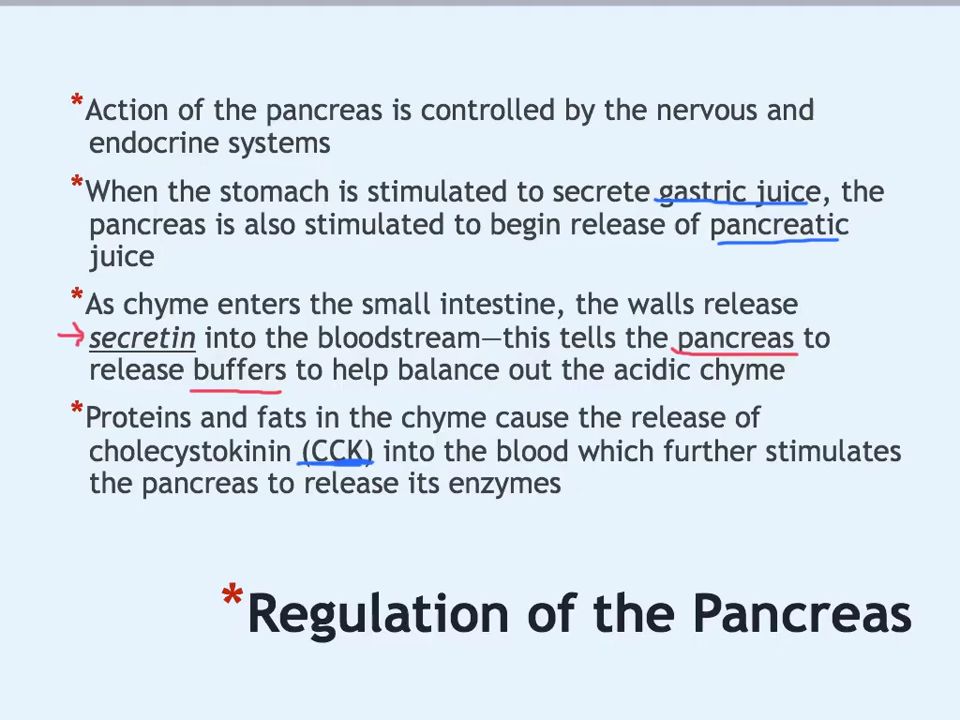 *Action of the pancreas is controlled by the nervous and
endocrine systems
*When the stomach is stimulated to secrete gastric juice, the
pancreas is also stimulated to begin release of pancreatic
juice
*As chyme enters the small intestine, the walls release
→secretin into the bloodstream—this tells the pancreas to
release buffers to help balance out the acidic chyme
*Proteins and fats in the chyme cause the release of
cholecystokinin (CCK) into the blood which further stimulates
the pancreas to release its enzymes
*Regulation of the Pancreas